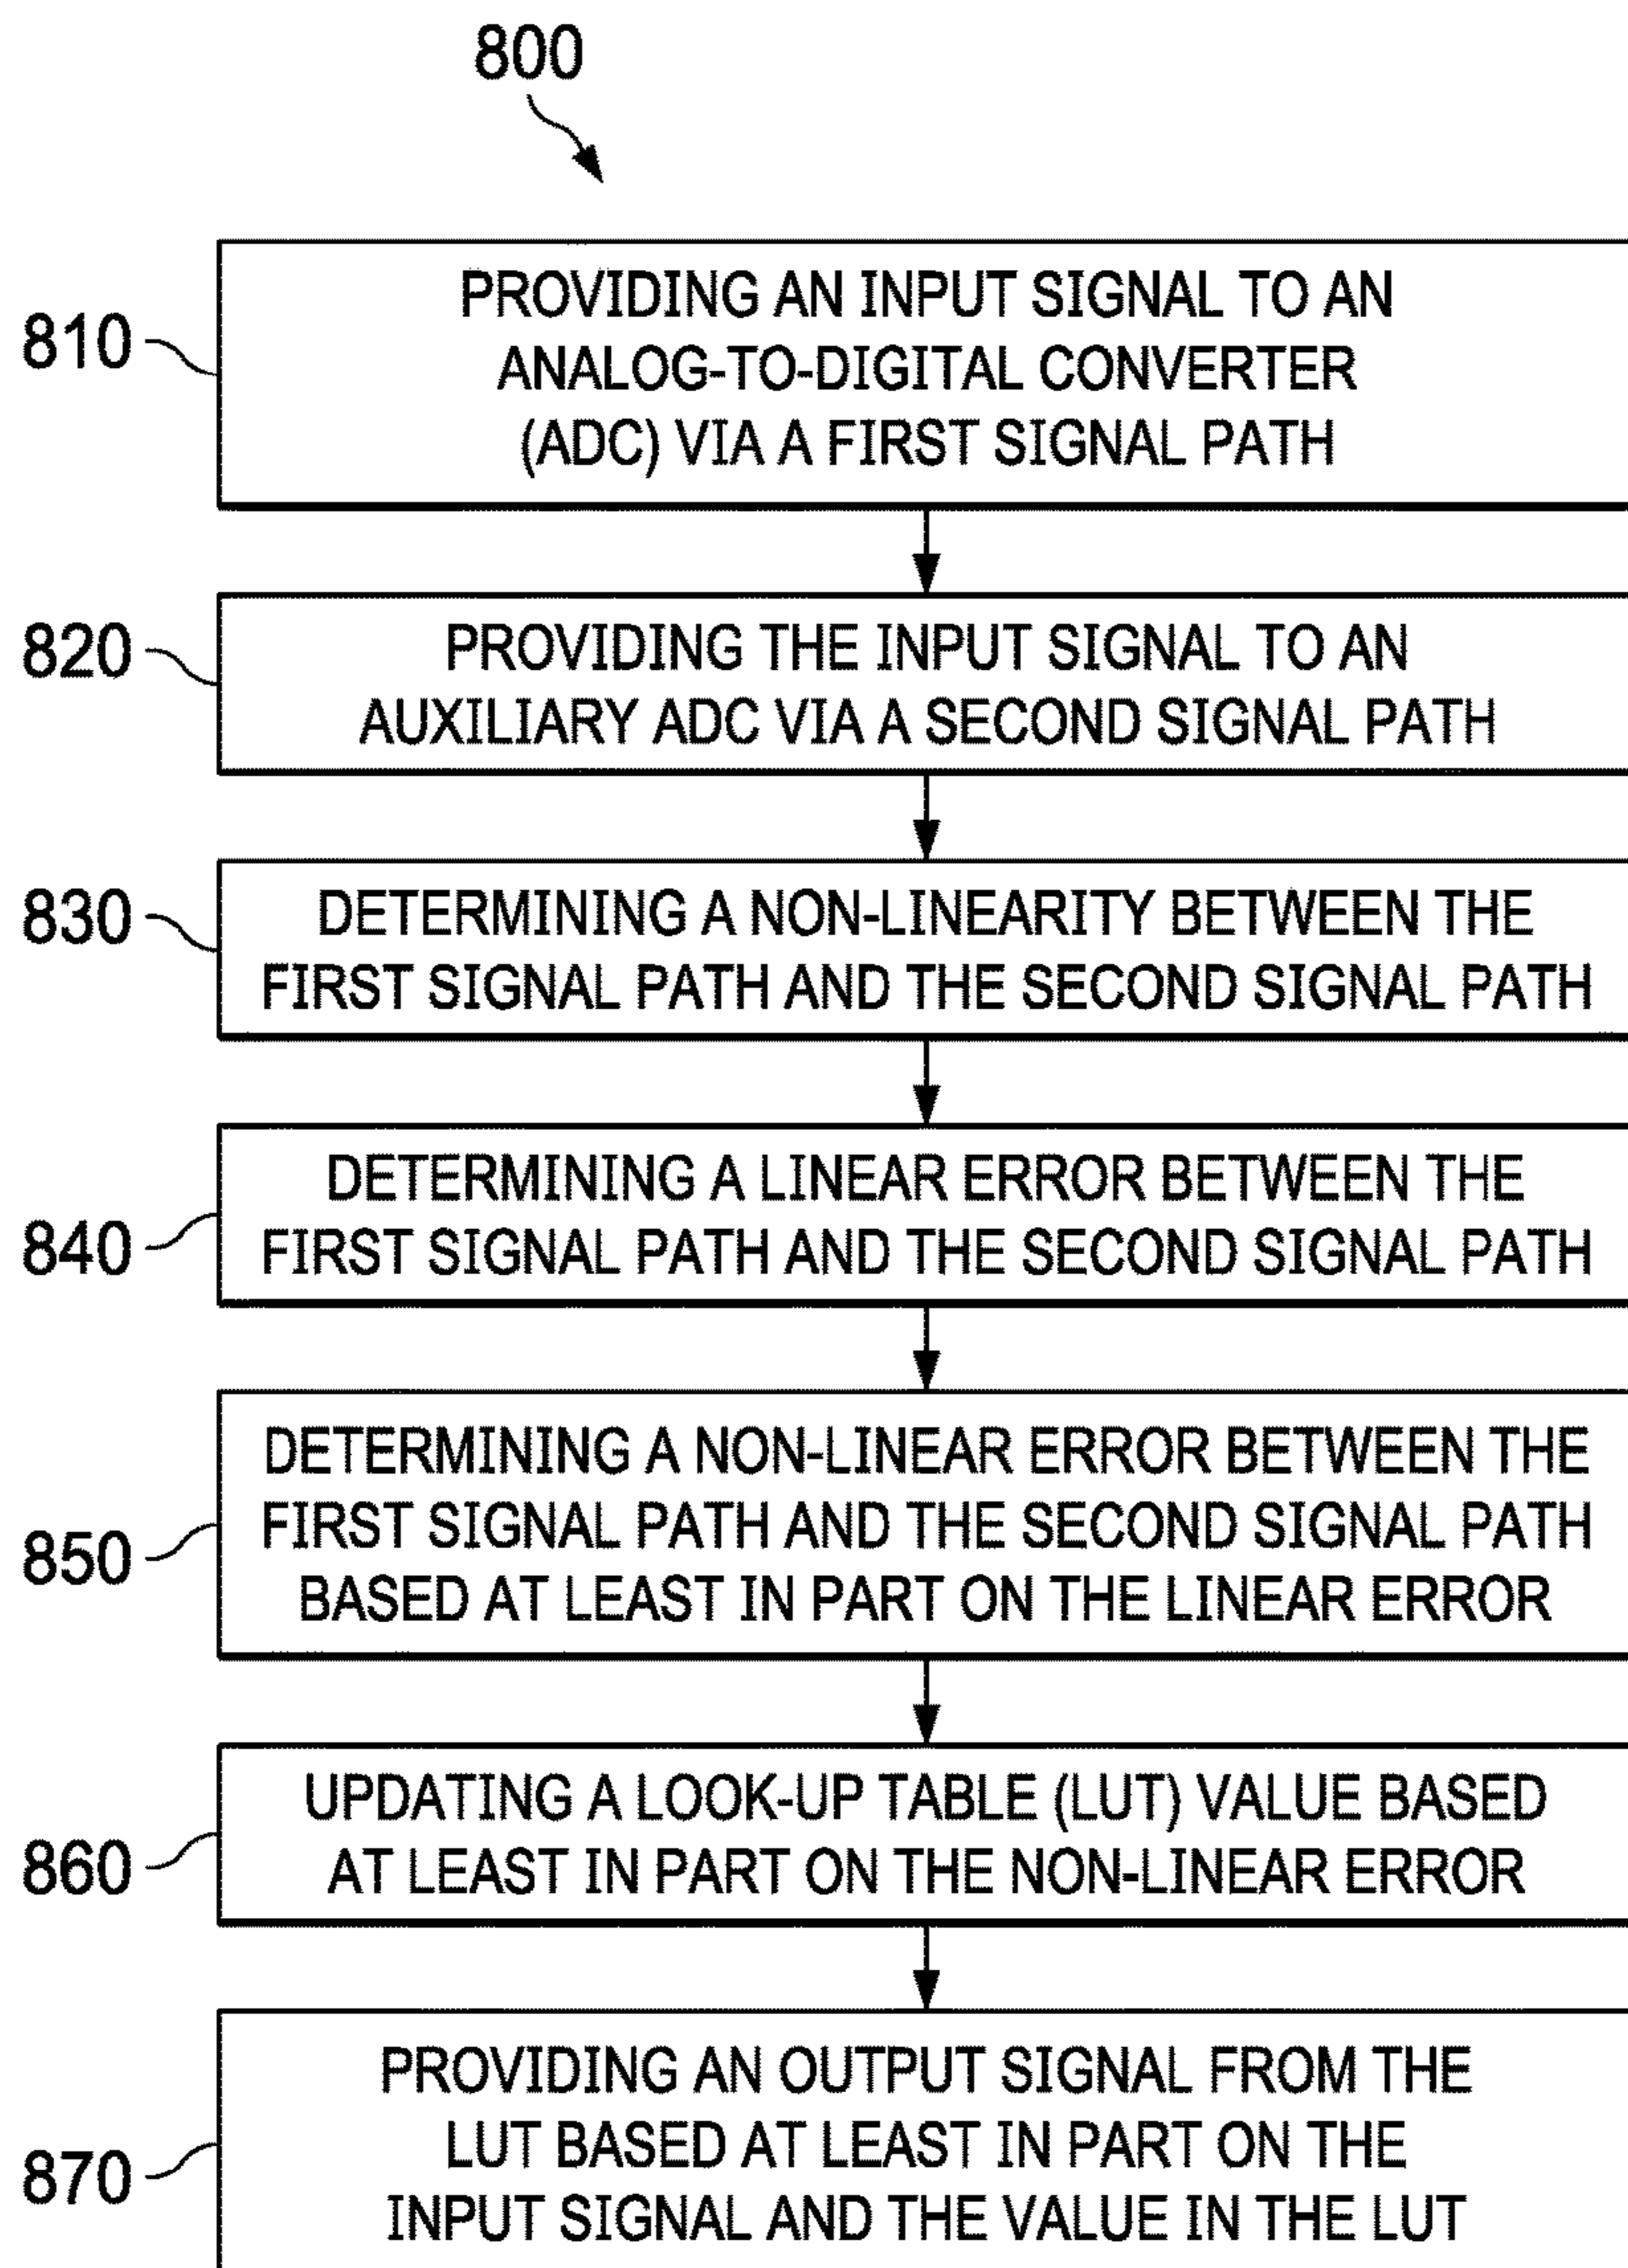 800
810
PROVIDING AN INPUT SIGNAL TO AN
ANALOG-TO-DIGITAL CONVERTER
(ADC) VIA A FIRST SIGNAL PATH
820
PROVIDING THE INPUT SIGNAL TO AN
AUXILIARY ADC VIA A SECOND SIGNAL PATH
830
DETERMINING A NON-LINEARITY BETWEEN THE
FIRST SIGNAL PATH AND THE SECOND SIGNAL PATH
840
DETERMINING A LINEAR ERROR BETWEEN THE
FIRST SIGNAL PATH AND THE SECOND SIGNAL PATH
850
DETERMINING A NON-LINEAR ERROR BETWEEN THE
FIRST SIGNAL PATH AND THE SECOND SIGNAL PATH
BASED AT LEAST IN PART ON THE LINEAR ERROR
860
UPDATING A LOOK-UP TABLE (LUT) VALUE BASED
AT LEAST IN PART ON THE NON-LINEAR ERROR
870
PROVIDING AN OUTPUT SIGNAL FROM THE
LUT BASED AT LEAST IN PART ON THE
INPUT SIGNAL AND THE VALUE IN THE LUT